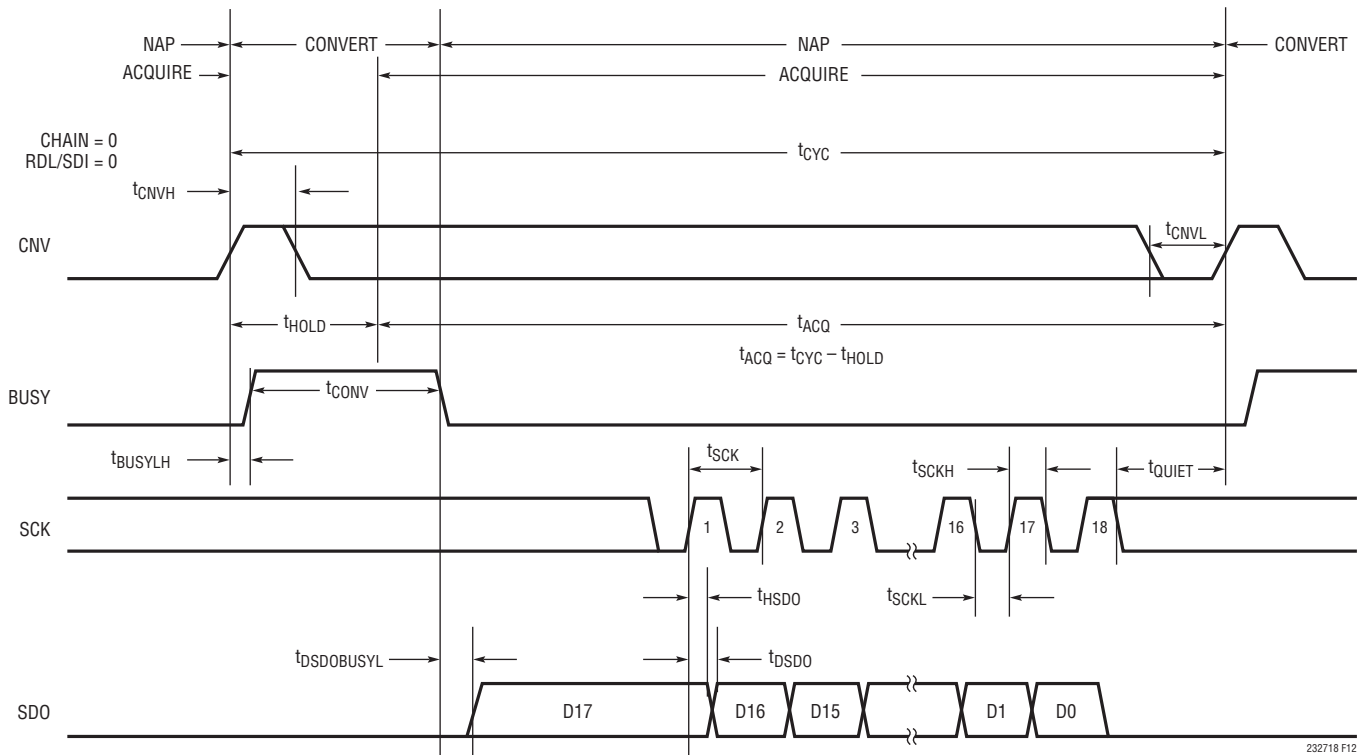 NAP CONVERT NAP CONVERT
ACQUIRE ACQUIRE
CHAIN = 0
RDL/SDI = 0
tCYC
tCNVH
CNV
tCNVL
tHOLD tACQ
tACQ = tCYC – tHOLD
BUSY
tCONV
tBUSYLH
tSCK tSCKH tQUIET
SCK
1 2 3 16 17 18
tHSDO tSCKL
tDSDOBUSYL tDSDO
SDO
D17 D16 D15 D1 D0
232718 F12